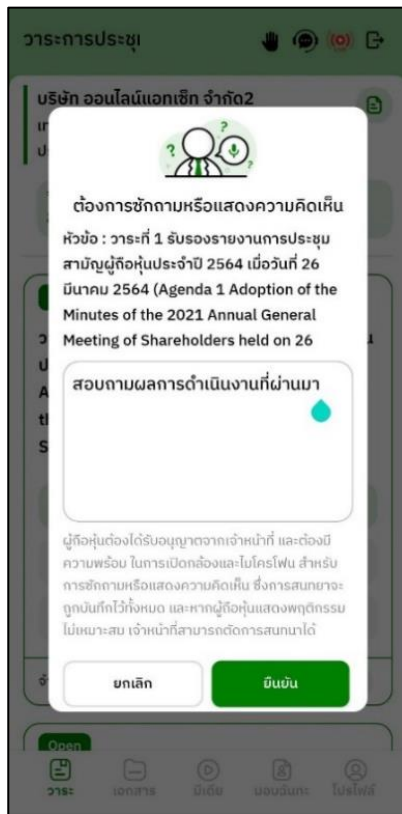 วาระการประชุม
บริษัท ออนไลน์แอทเซ็ท จำกัด2
ต้องการซักถามหรือแสดงความคิดเห็น
หัวข้อ : วาระที่ 1 รับรองรายงานการประชุม
สามัญผู้ถือหุ้นประจำปี 2564 เมื่อวันที่ 26
มีนาคม 2564 (Agenda 1 Adoption of the
Minutes of the 2021 Annual General
Meeting of Shareholders held on 26
สอบถามผลการดำเนินงานที่ผ่านมา
ผู้ถือหุ้นต้องได้รับอนุญาตจากเจ้าหน้าที่ และต้องมี
ความพร้อม ในการเปิดกล้องและไมโครโฟน สำหรับ
การซักถามหรือแสดงความคิดเห็น ซึ่งการสนทนาจะ
ถูกบันทึกไว้ทั้งหมด และหากผู้ถือหุ้นแสดงพฤติกรรม
ไม่เหมาะสม เจ้าหน้าที่สามารถตัดการสนทนาได้
ยกเลิก ยืนยัน
Open
วาระ เอกสาร มีเดีย มอบฉันทะ โปรไฟล์